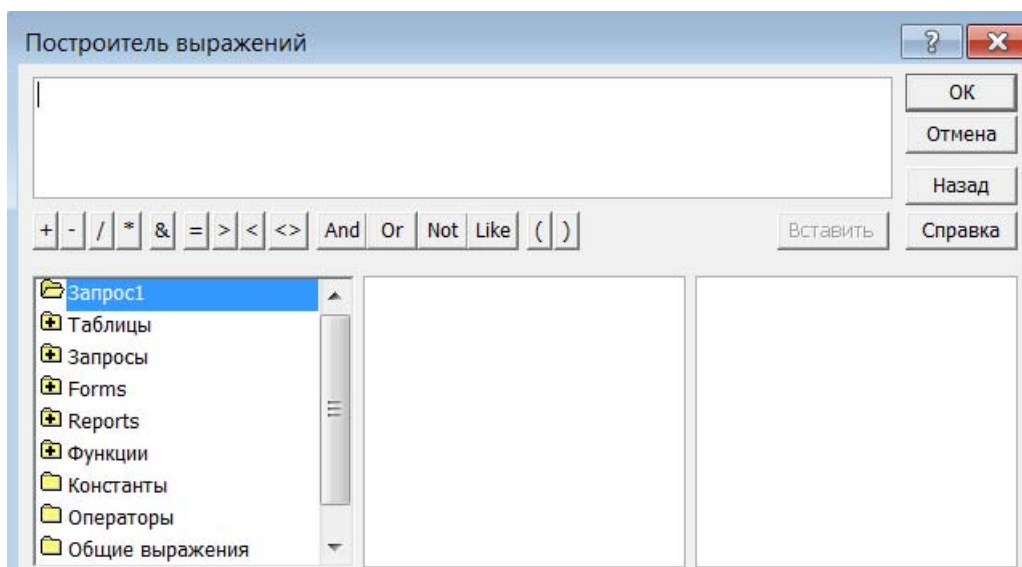 Построитель выражений
ОК
Отмена
Назад
+ - / * & = > < <> And Or Not Like ( ) Вставить Справка
Запрос1
Таблицы
Запросы
Forms
Reports
Функции
Константы
Операторы
Общие выражения